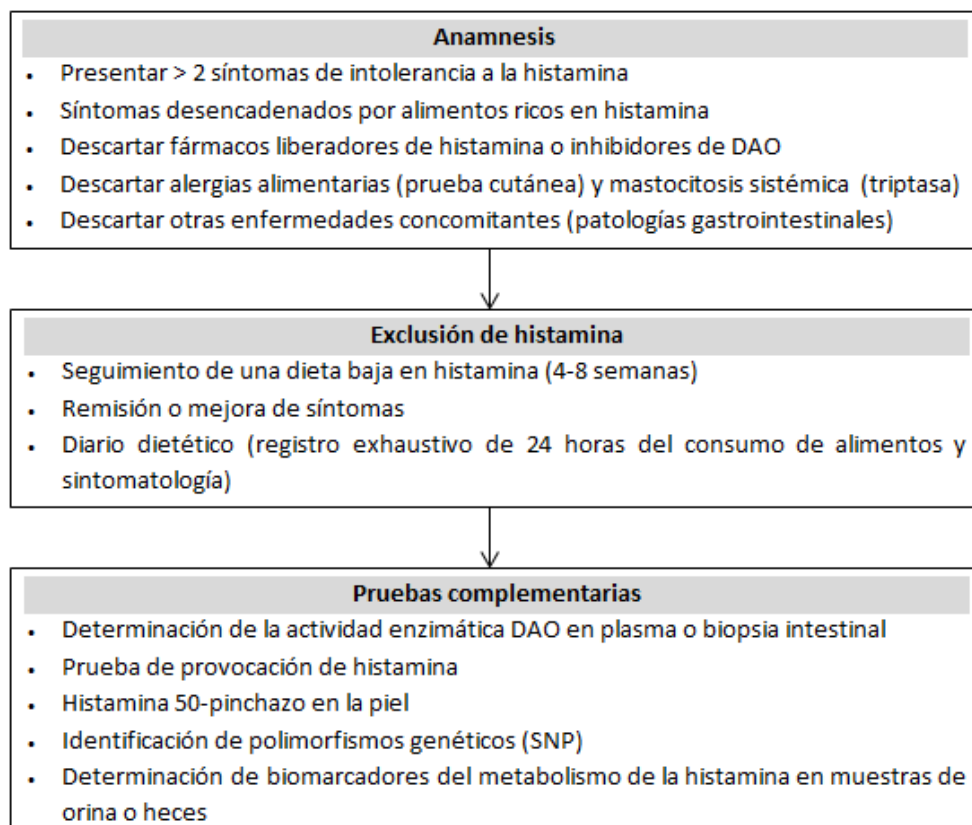 Anamnesis
• Presentar > 2 síntomas de intolerancia a la histamina
• Síntomas desencadenados por alimentos ricos en histamina
• Descartar fármacos liberadores de histamina o inhibidores de DAO
• Descartar alergias alimentarias (prueba cutánea) y mastocitosis sistémica (triptasa)
• Descartar otras enfermedades concomitantes (patologías gastrointestinales)
Exclusión de histamina
• Seguimiento de una dieta baja en histamina (4-8 semanas)
• Remisión o mejora de síntomas
• Diario dietético (registro exhaustivo de 24 horas del consumo de alimentos y
sintomatología)
Pruebas complementarias
• Determinación de la actividad enzimática DAO en plasma o biopsia intestinal
• Prueba de provocación de histamina
• Histamina 50-pinchazo en la piel
• Identificación de polimorfismos genéticos (SNP)
• Determinación de biomarcadores del metabolismo de la histamina en muestras de
orina o heces